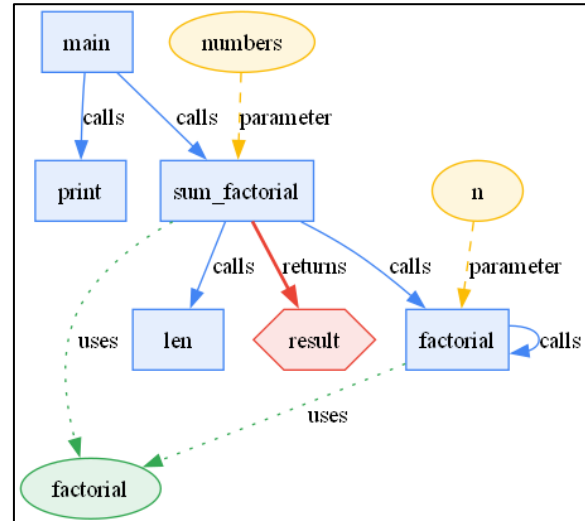 main
numbers
calls
calls
parameter
print
sum_factorial
n
calls
returns
calls
parameter
uses
len
result
factorial
calls
uses
factorial